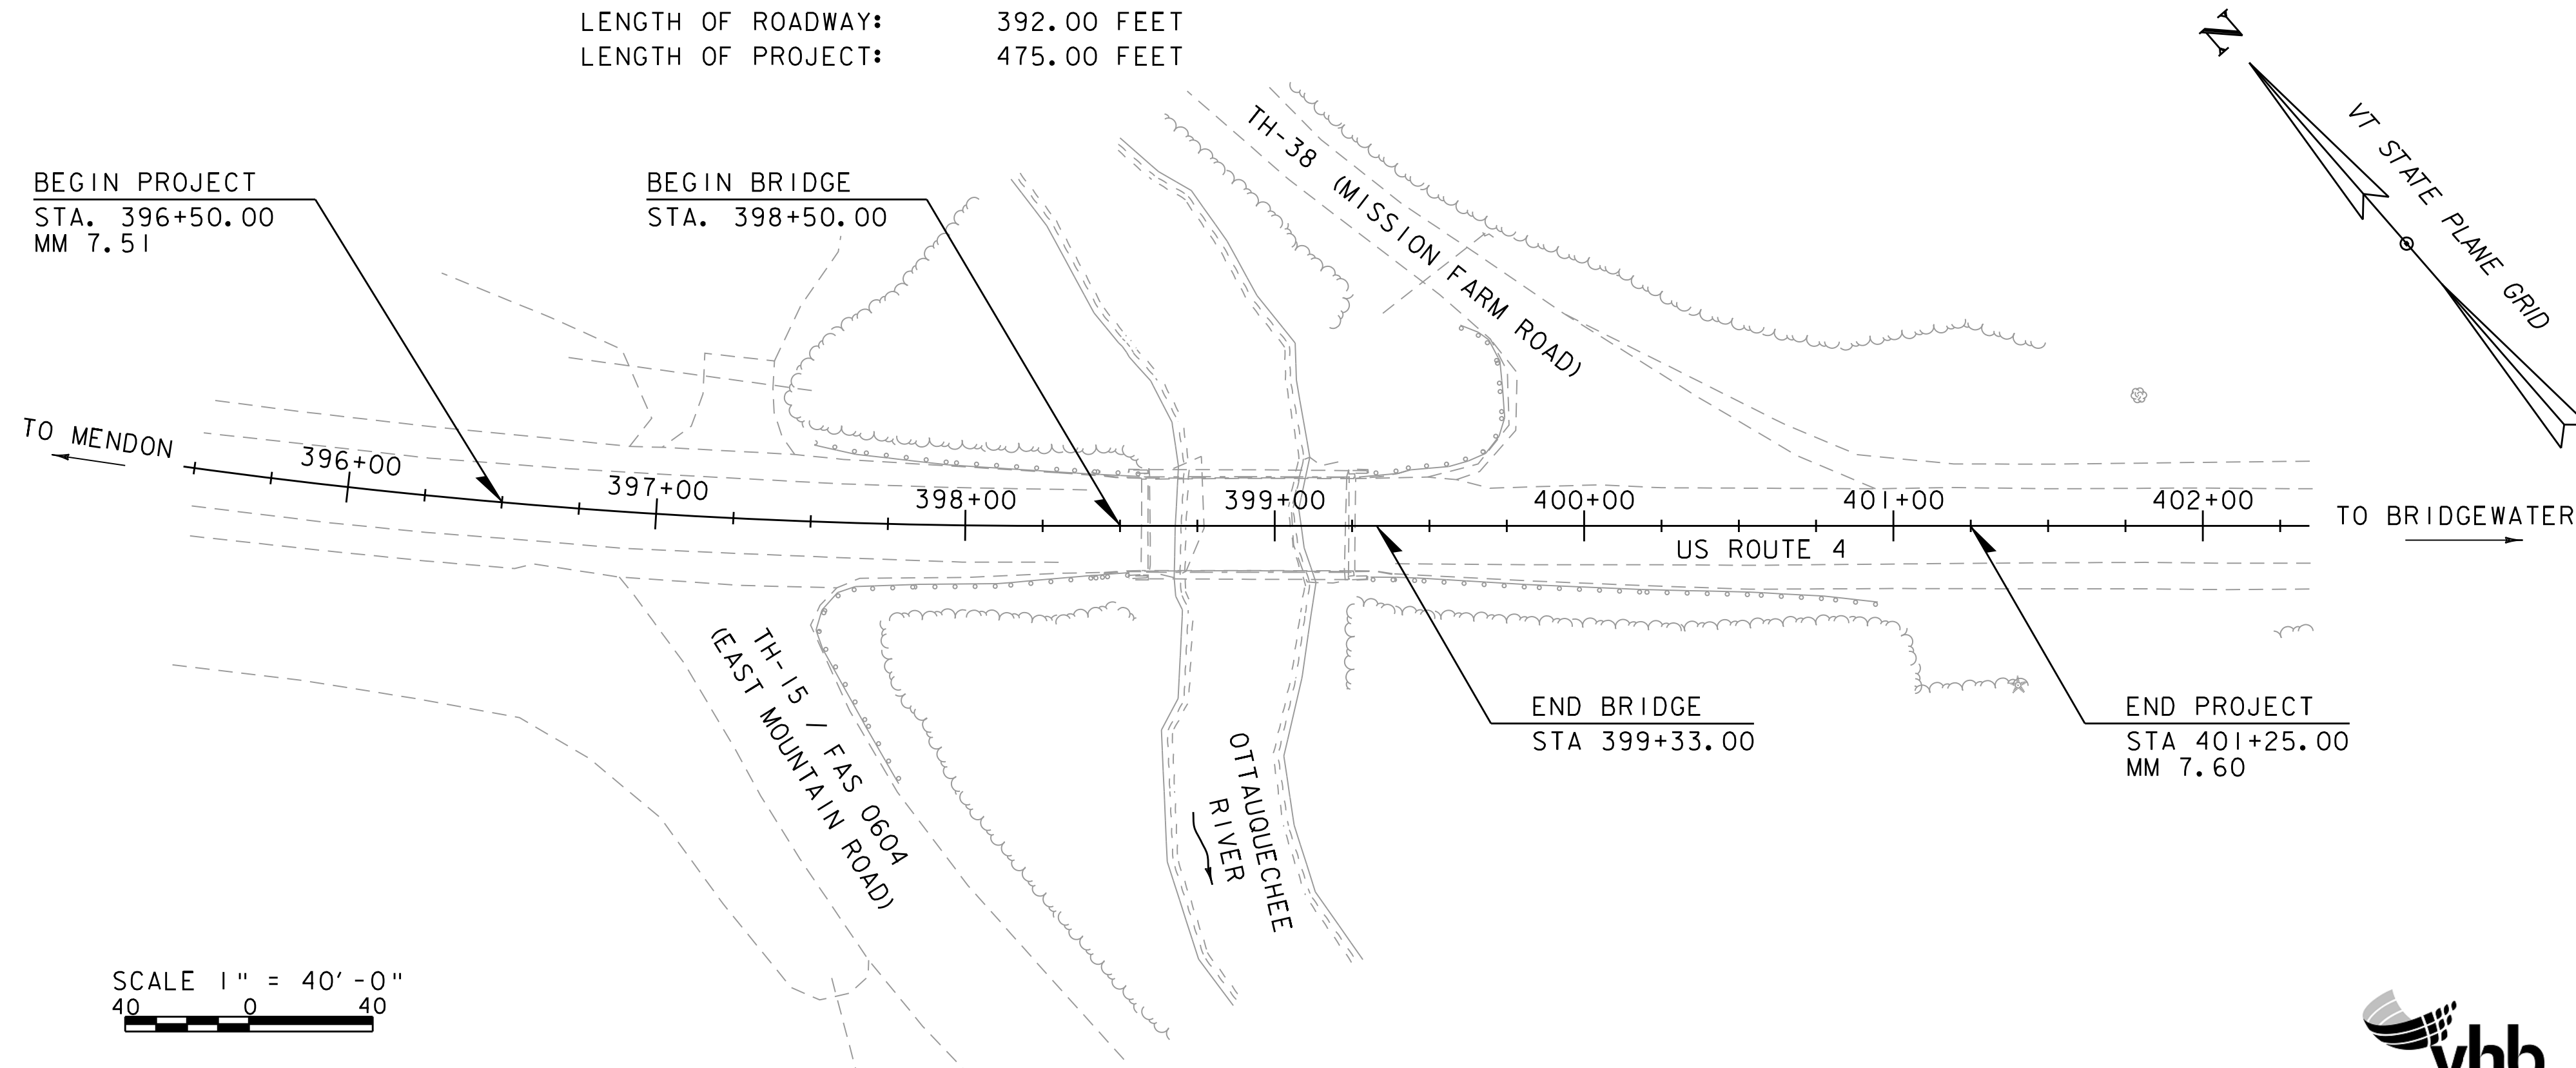 LENGTH OF ROADWAY: 392.00 FEET
LENGTH OF PROJECT: 475.00 FEET
N
VT STATE PLANE GRID
TH-38 (MISSION FARM ROAD)
BEGIN PROJECT
STA. 396+50.00
MM 7.51
BEGIN BRIDGE
STA. 398+50.00
TO MENDON
396+00
397+00
398+00
399+00
400+00
401+00
402+00
TO BRIDGEWATER
US ROUTE 4
TH-15 / FAS 0604
(EAST MOUNTAIN ROAD)
OTTAUQUECHEE
RIVER
END BRIDGE
STA 399+33.00
END PROJECT
STA 401+25.00
MM 7.60
SCALE 1" = 40'-0"
40 0 40
vhb